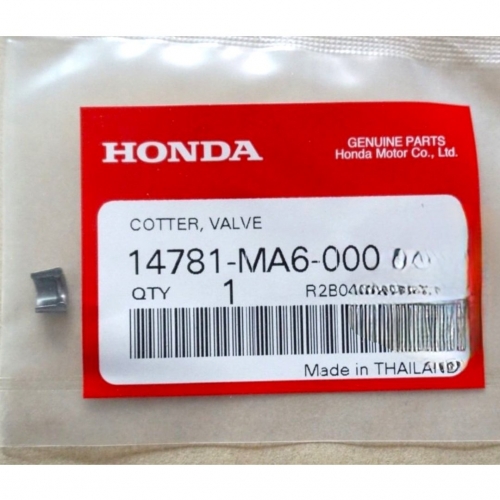 HONDA
GENUINE PARTS
Honda Motor Co., Ltd.
COTTER, VALVE
14781-MA6-000
QTY 1
Made in THAILAND